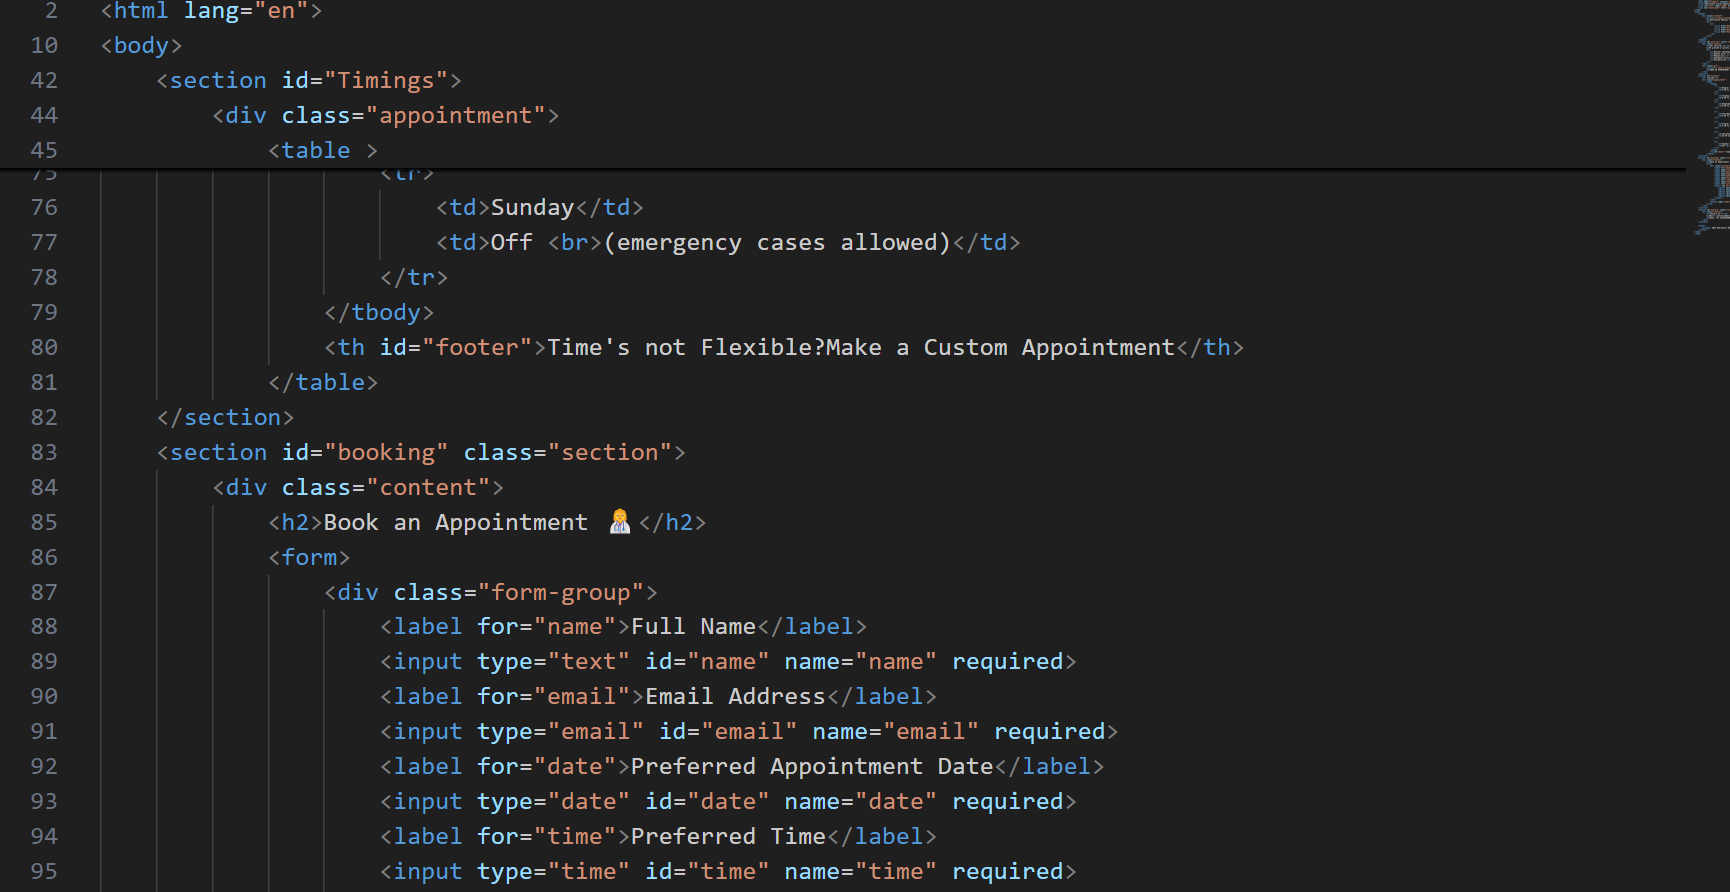 2 <html lang="en">
10 <body>
42 <section id="Timings">
44 <div class="appointment">
45 <table >
75 <tr>
76 <td>Sunday</td>
77 <td>Off <br>(emergency cases allowed)</td>
78 </tr>
79 </tbody>
80 <th id="footer">Time's not Flexible?Make a Custom Appointment</th>
81 </table>
82 </section>
83 <section id="booking" class="section">
84 <div class="content">
85 <h2>Book an Appointment 👩‍⚕️</h2>
86 <form>
87 <div class="form-group">
88 <label for="name">Full Name</label>
89 <input type="text" id="name" name="name" required>
90 <label for="email">Email Address</label>
91 <input type="email" id="email" name="email" required>
92 <label for="date">Preferred Appointment Date</label>
93 <input type="date" id="date" name="date" required>
94 <label for="time">Preferred Time</label>
95 <input type="time" id="time" name="time" required>